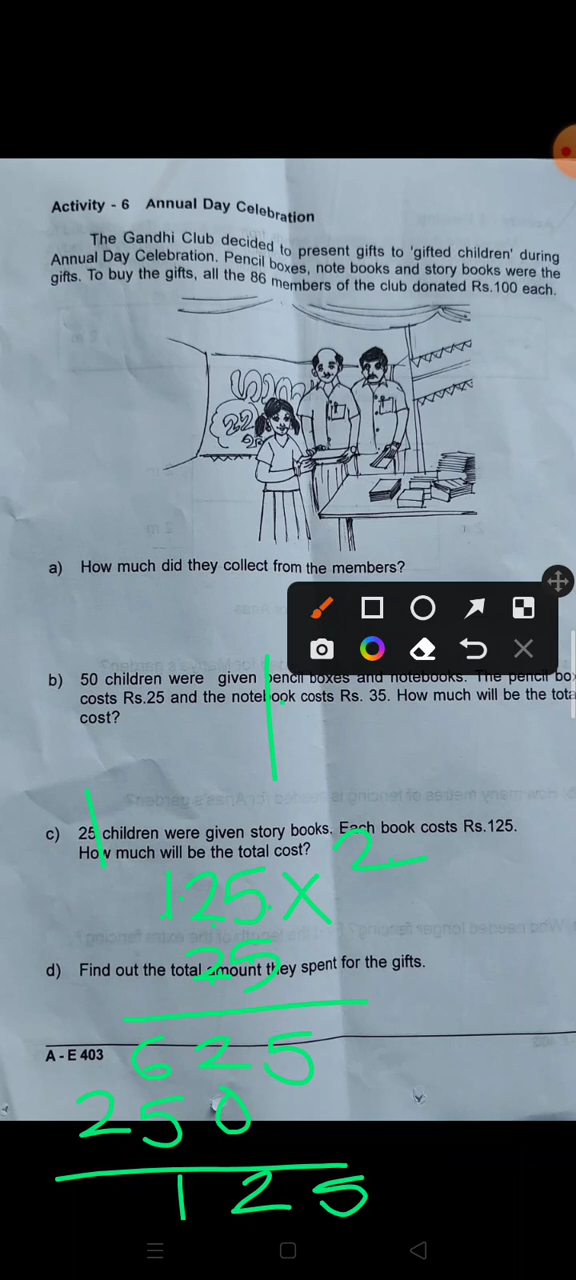 Activity - 6 Annual Day Celebration
The Gandhi Club decided to present gifts to 'gifted children' during
Annual Day Celebration. Pencil boxes, note books and story books were the
gifts. To buy the gifts, all the 86 members of the club donated Rs.100 each.
22
a) How much did they collect from the members?
b) 50 children were given pencil boxes and notebooks. The pencil box
costs Rs.25 and the notebook costs Rs. 35. How much will be the tota
cost?
c) 25 children were given story books. Each book costs Rs.125.
How much will be the total cost?
125 x 2
25
d) Find out the total amount they spent for the gifts.
A - E 403
625
250
125